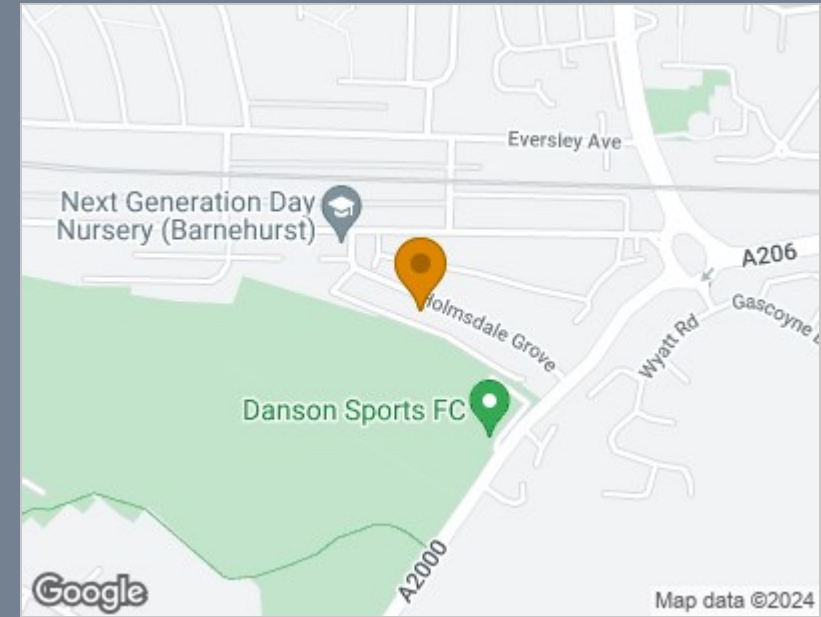 Eversley Ave
Next Generation Day
Nursery (Barnehurst)
A206
Holmsdale Grove
Gascoyne
Wyatt Rd
Danson Sports FC
A2000
Google
Map data ©2024